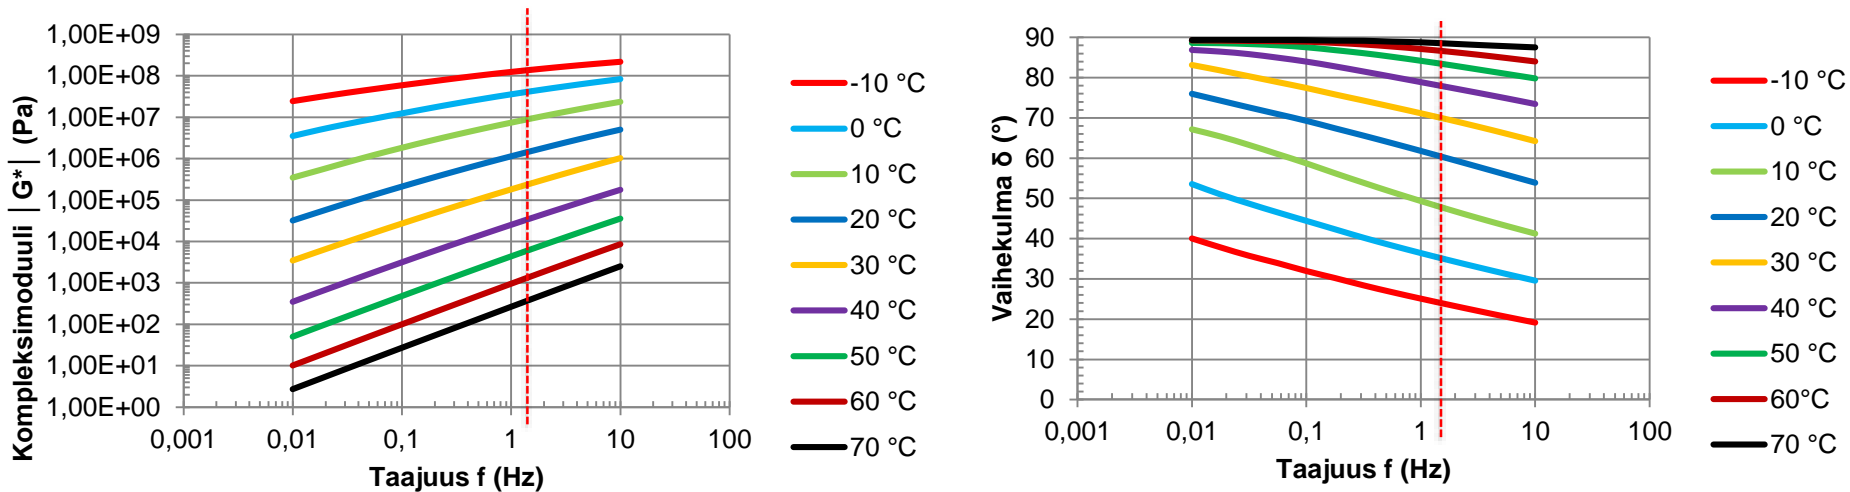 1,00E+09
1,00E+08
1,00E+07
1,00E+06
1,00E+05
1,00E+04
1,00E+03
1,00E+02
1,00E+01
1,00E+00
Kompleksimoduuli |G*| (Pa)
0,001
0,01
0,1
1
10
100
Taajuus f (Hz)
-10 °C
0 °C
10 °C
20 °C
30 °C
40 °C
50 °C
60 °C
70 °C
90
80
70
60
50
40
30
20
10
0
Vaihekulma δ (°)
0,001
0,01
0,1
1
10
100
Taajuus f (Hz)
-10 °C
0 °C
10 °C
20 °C
30 °C
40 °C
50 °C
60°C
70 °C